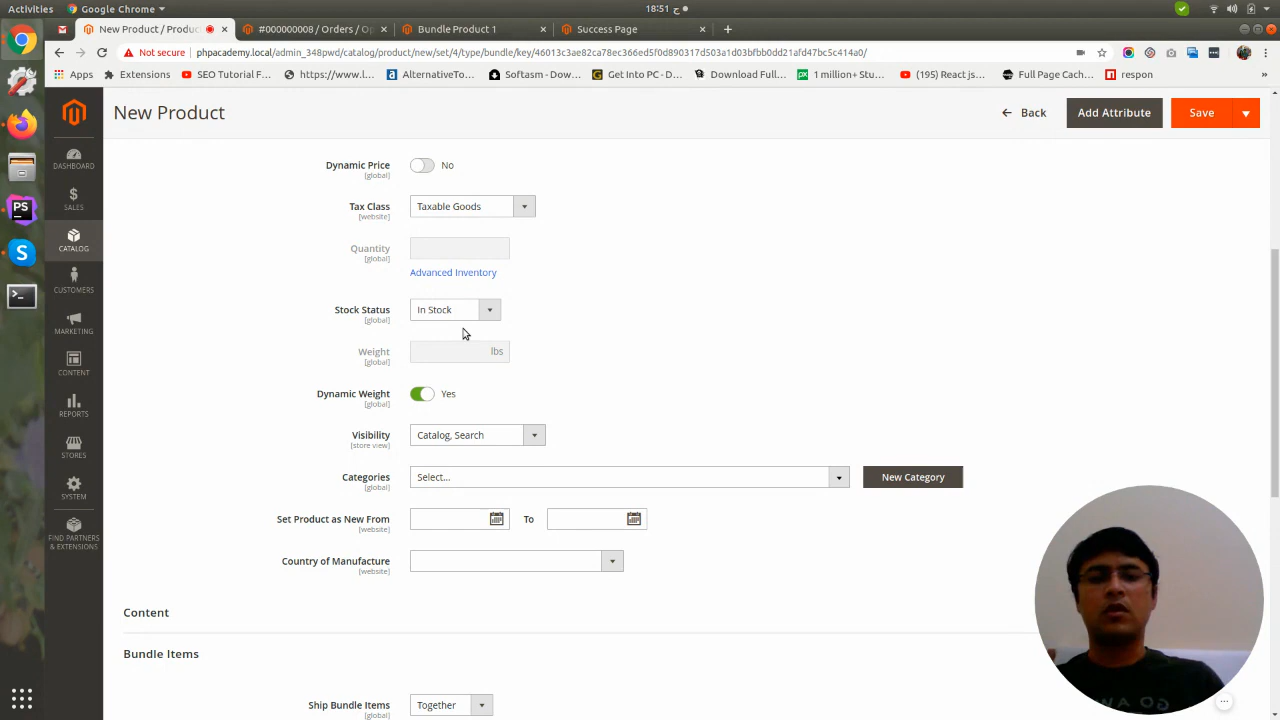 Activities
Google Chrome
18:51 ح
New Product / Produc
#000000008 / Orders / Op
Bundle Product 1
Success Page
Not secure
phpacademy.local/admin_348pwd/catalog/product/new/set/4/type/bundle/key/46013c3ae82ca78ec366ed5f0d890317d503a1d03bfbb0dd21afd47bc5c414a0/
Apps
Extensions
SEO Tutorial F...
https://www.l...
AlternativeTo...
Softasm - Dow...
Get Into PC - D...
Download Full...
1 million+ Stu...
(195) React js...
Full Page Cach...
respon
»
New Product
Back
Add Attribute
Save
DASHBOARD
SALES
CATALOG
CUSTOMERS
MARKETING
CONTENT
REPORTS
STORES
SYSTEM
FIND PARTNERS
& EXTENSIONS
Dynamic Price
[global]
No
Tax Class
[website]
Taxable Goods
Quantity
[global]
Advanced Inventory
Stock Status
[global]
In Stock
Weight
[global]
lbs
Dynamic Weight
[global]
Yes
Visibility
[store view]
Catalog, Search
Categories
[global]
Select...
New Category
Set Product as New From
[website]
To
Country of Manufacture
[website]
Content
Bundle Items
Ship Bundle Items
[global]
Together
PS
GO AWA